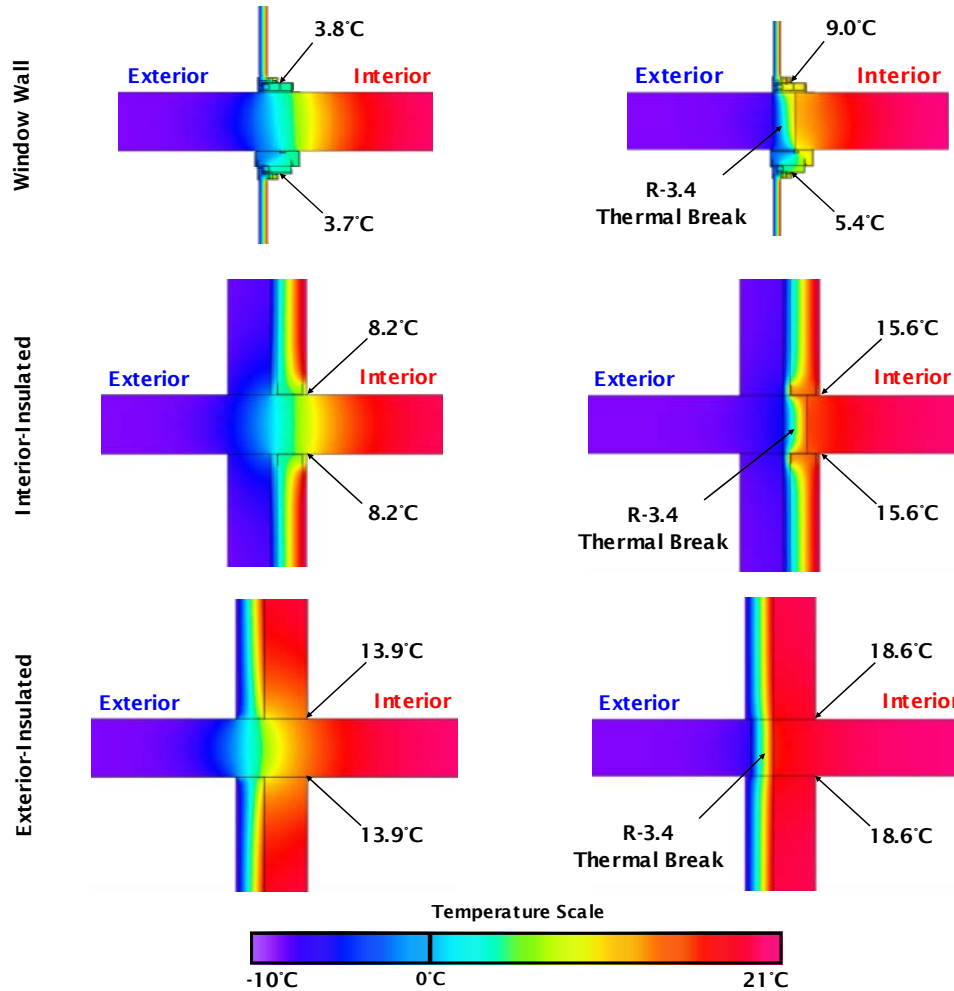 Window Wall
3.8°C
Exterior
Interior
3.7°C
9.0°C
Exterior
Interior
R-3.4
Thermal Break
5.4°C
Interior-Insulated
8.2°C
Exterior
Interior
8.2°C
15.6°C
Exterior
Interior
R-3.4
Thermal Break
15.6°C
Exterior-Insulated
13.9°C
Exterior
Interior
13.9°C
18.6°C
Exterior
Interior
R-3.4
Thermal Break
18.6°C
Temperature Scale
-10°C
0°C
21°C